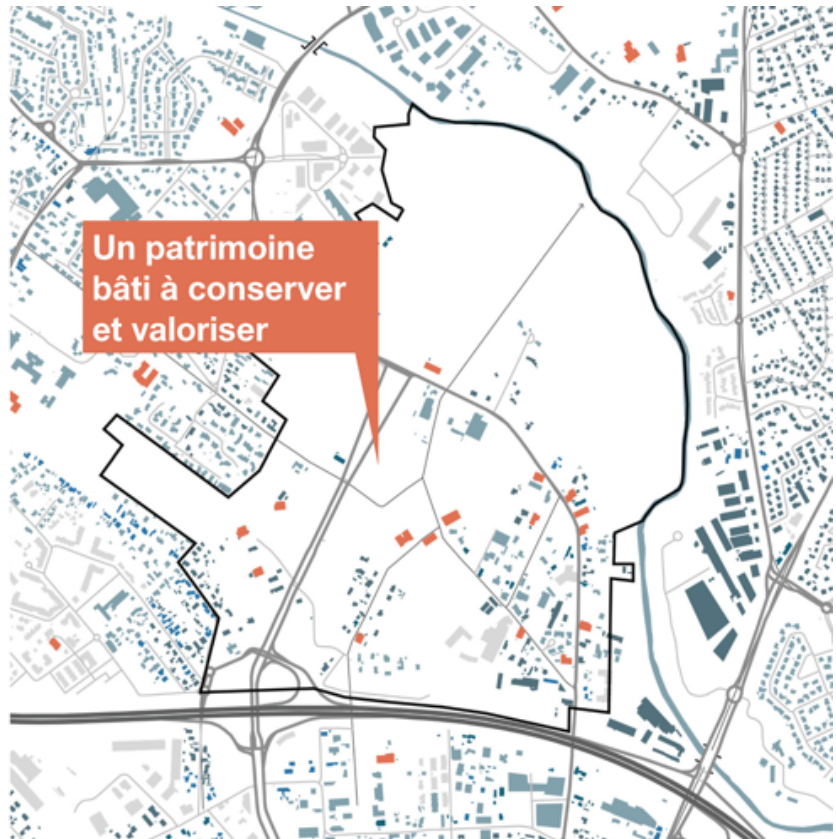 Un patrimoine
bâti à conserver
et valoriser